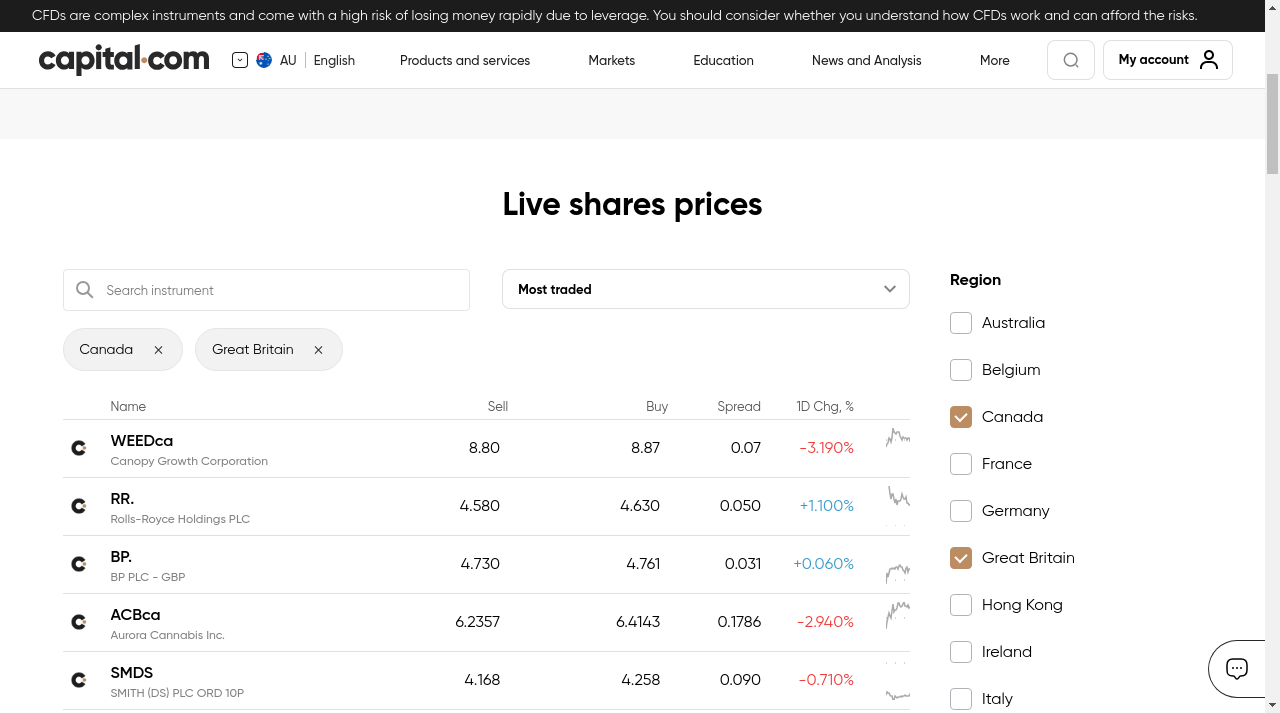 CFDs are complex instruments and come with a high risk of losing money rapidly due to leverage. You should consider whether you understand how CFDs work and can afford the risks.
capital.com AU English Products and services Markets Education News and Analysis More My account
Live shares prices
Search instrument
Most traded
Canada Great Britain
Name Sell Buy Spread 1D Chg, %
WEEDca 8.80 8.87 0.07 -3.190%
Canopy Growth Corporation
RR. 4.580 4.630 0.050 +1.100%
Rolls-Royce Holdings PLC
BP. 4.730 4.761 0.031 +0.060%
BP PLC - GBP
ACBca 6.2357 6.4143 0.1786 -2.940%
Aurora Cannabis Inc.
SMDS 4.168 4.258 0.090 -0.710%
SMITH (DS) PLC ORD 10P
Region
Australia
Belgium
Canada
France
Germany
Great Britain
Hong Kong
Ireland
Italy